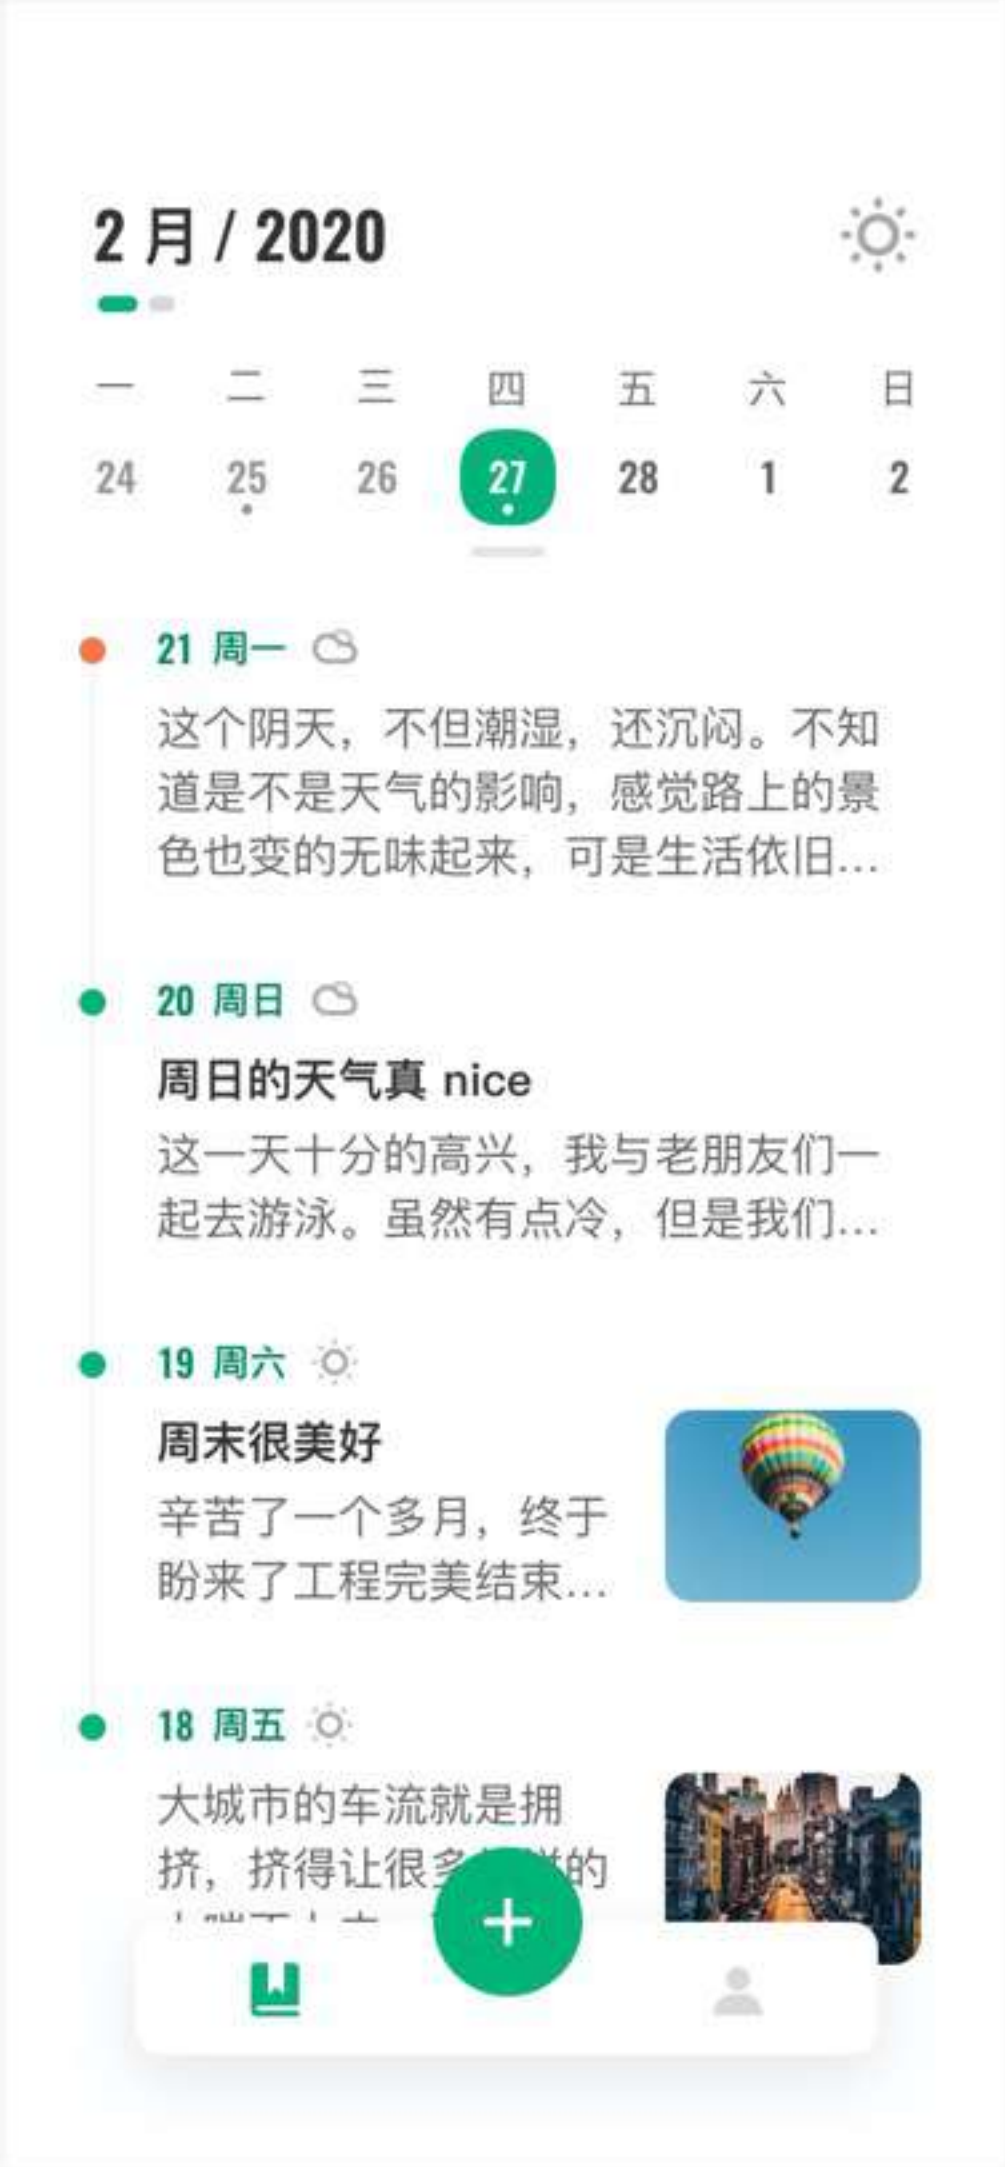 2 月 / 2020
一 二 三 四 五 六 日
24 25 26 27 28 1 2
21 周一
这个阴天，不但潮湿，还沉闷。不知
道是不是天气的影响，感觉路上的景
色也变的无味起来，可是生活依旧...
20 周日
周日的天气真 nice
这一天十分的高兴，我与老朋友们一
起去游泳。虽然有点冷，但是我们...
19 周六
周末很美好
辛苦了一个多月，终于
盼来了工程完美结束...
18 周五
大城市的车流就是拥
挤，挤得让很多 的